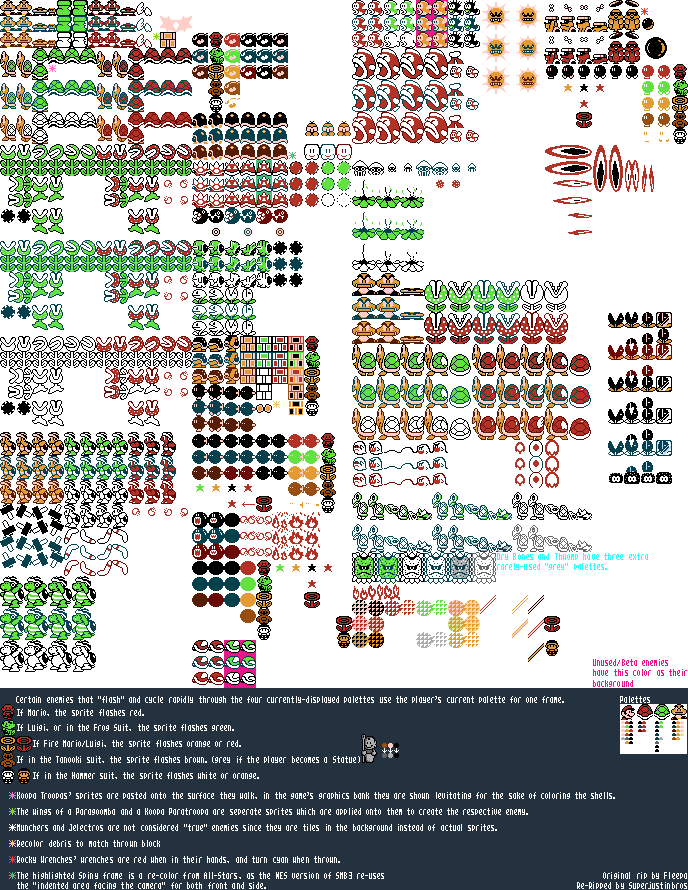 Dry Bones and Thwomp have three extra
rarely-used "grey" palettes.
Unused/Beta enemies
have this color as their
background
Certain enemies that "flash" and cycle rapidly through the four currently-displayed palettes use the player's current palette for one frame.
Palettes
If Mario, the sprite flashes red.
If Luigi, or in the Frog Suit, the sprite flashes green.
If Fire Mario/Luigi, the sprite flashes orange or red.
If in the Tanooki suit, the sprite flashes brown, (grey if the player becomes a Statue)
If in the Hammer suit, the sprite flashes white or orange.
*Koopa Troopas' sprites are pasted onto the surface they walk, in the game's graphics bank they are shown levitating for the sake of coloring the shells.
*The wings of a Paragoomba and a Koopa Paratroopa are seperate sprites which are applied onto them to create the respective enemy.
*Munchers and Jelectros are not considered "true" enemies since they are tiles in the background instead of actual sprites.
*Recolor debris to match thrown block
*Rocky Wrenches' wrenches are red when in their hands, and turn cyan when thrown.
*The highlighted Spiny frame is a re-color from All-Stars, as the NES version of SMB3 re-uses
the "indented area facing the camera" for both front and side.
Original rip by Fleepa
Re-Ripped by Superjustinbros